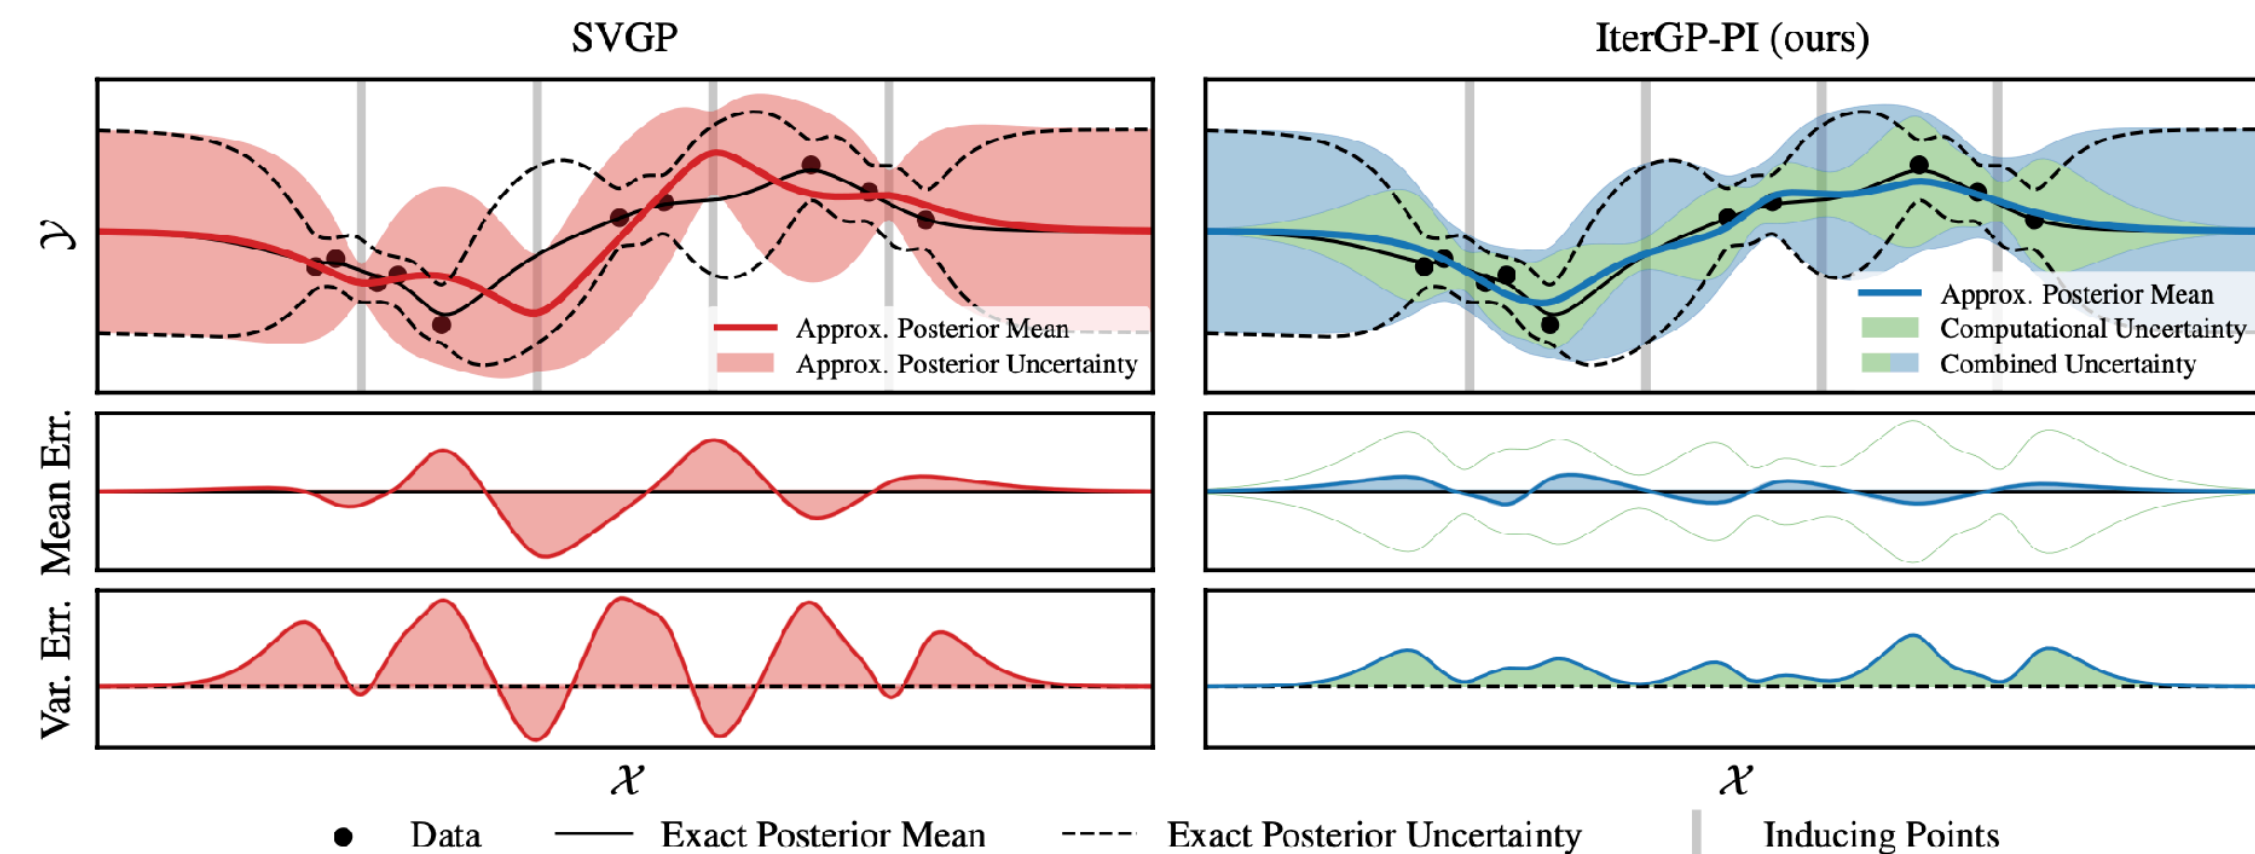 SVGP
IterGP-PI (ours)
𝒴
Approx. Posterior Mean
Approx. Posterior Uncertainty
Approx. Posterior Mean
Computational Uncertainty
Combined Uncertainty
Mean Err.
Var. Err.
𝒳
𝒳
Data
Exact Posterior Mean
Exact Posterior Uncertainty
Inducing Points